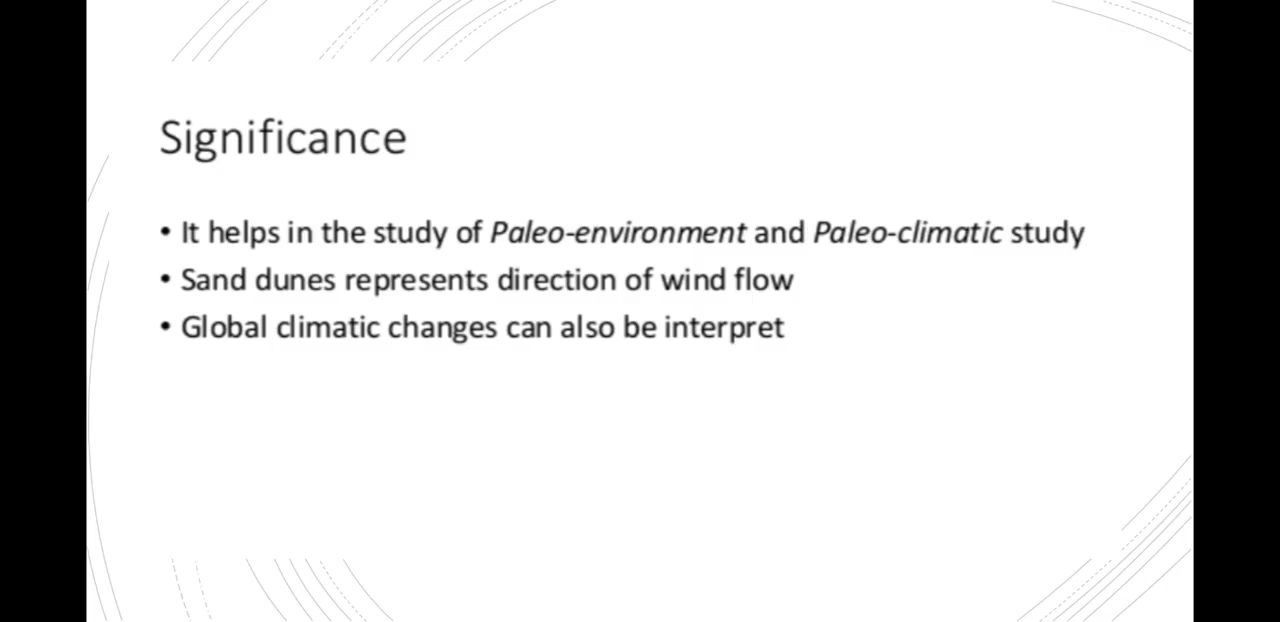 Significance
• It helps in the study of Paleo-environment and Paleo-climatic study
• Sand dunes represents direction of wind flow
• Global climatic changes can also be interpret